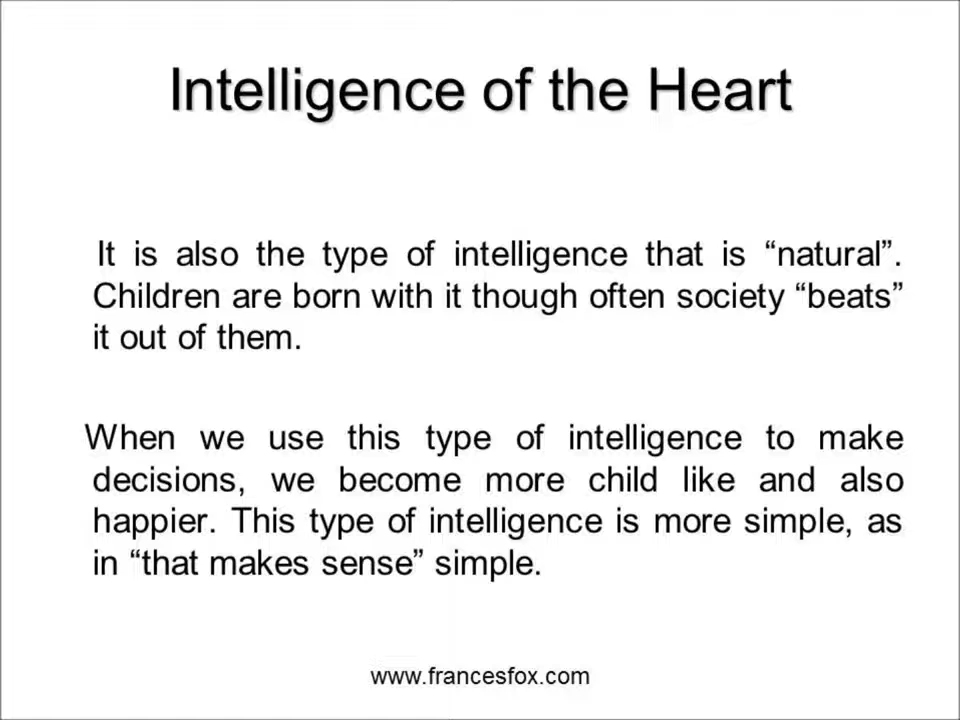 Intelligence of the Heart
It is also the type of intelligence that is “natural”.
Children are born with it though often society “beats”
it out of them.
When we use this type of intelligence to make
decisions, we become more child like and also
happier. This type of intelligence is more simple, as
in “that makes sense” simple.
www.francesfox.com